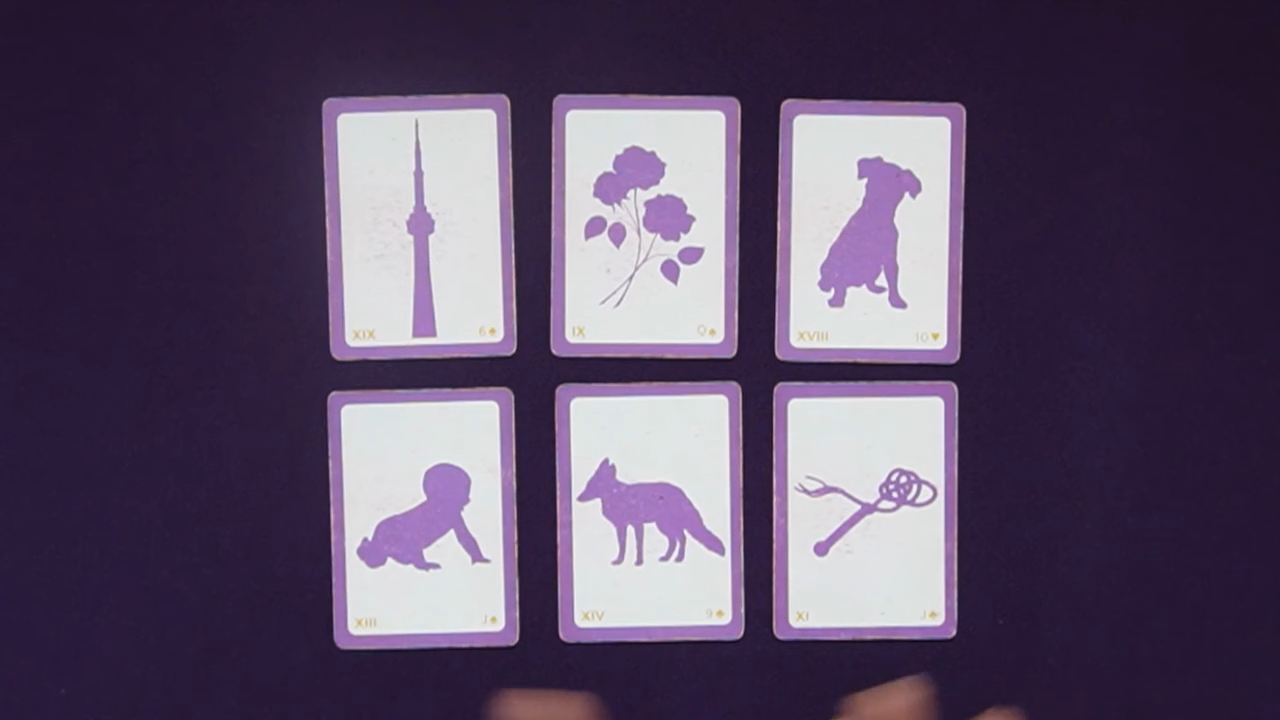 XIX 6♠
IX Q♠
XVIII 10♥
XIII J♠
XIV 9♣
XI J♣